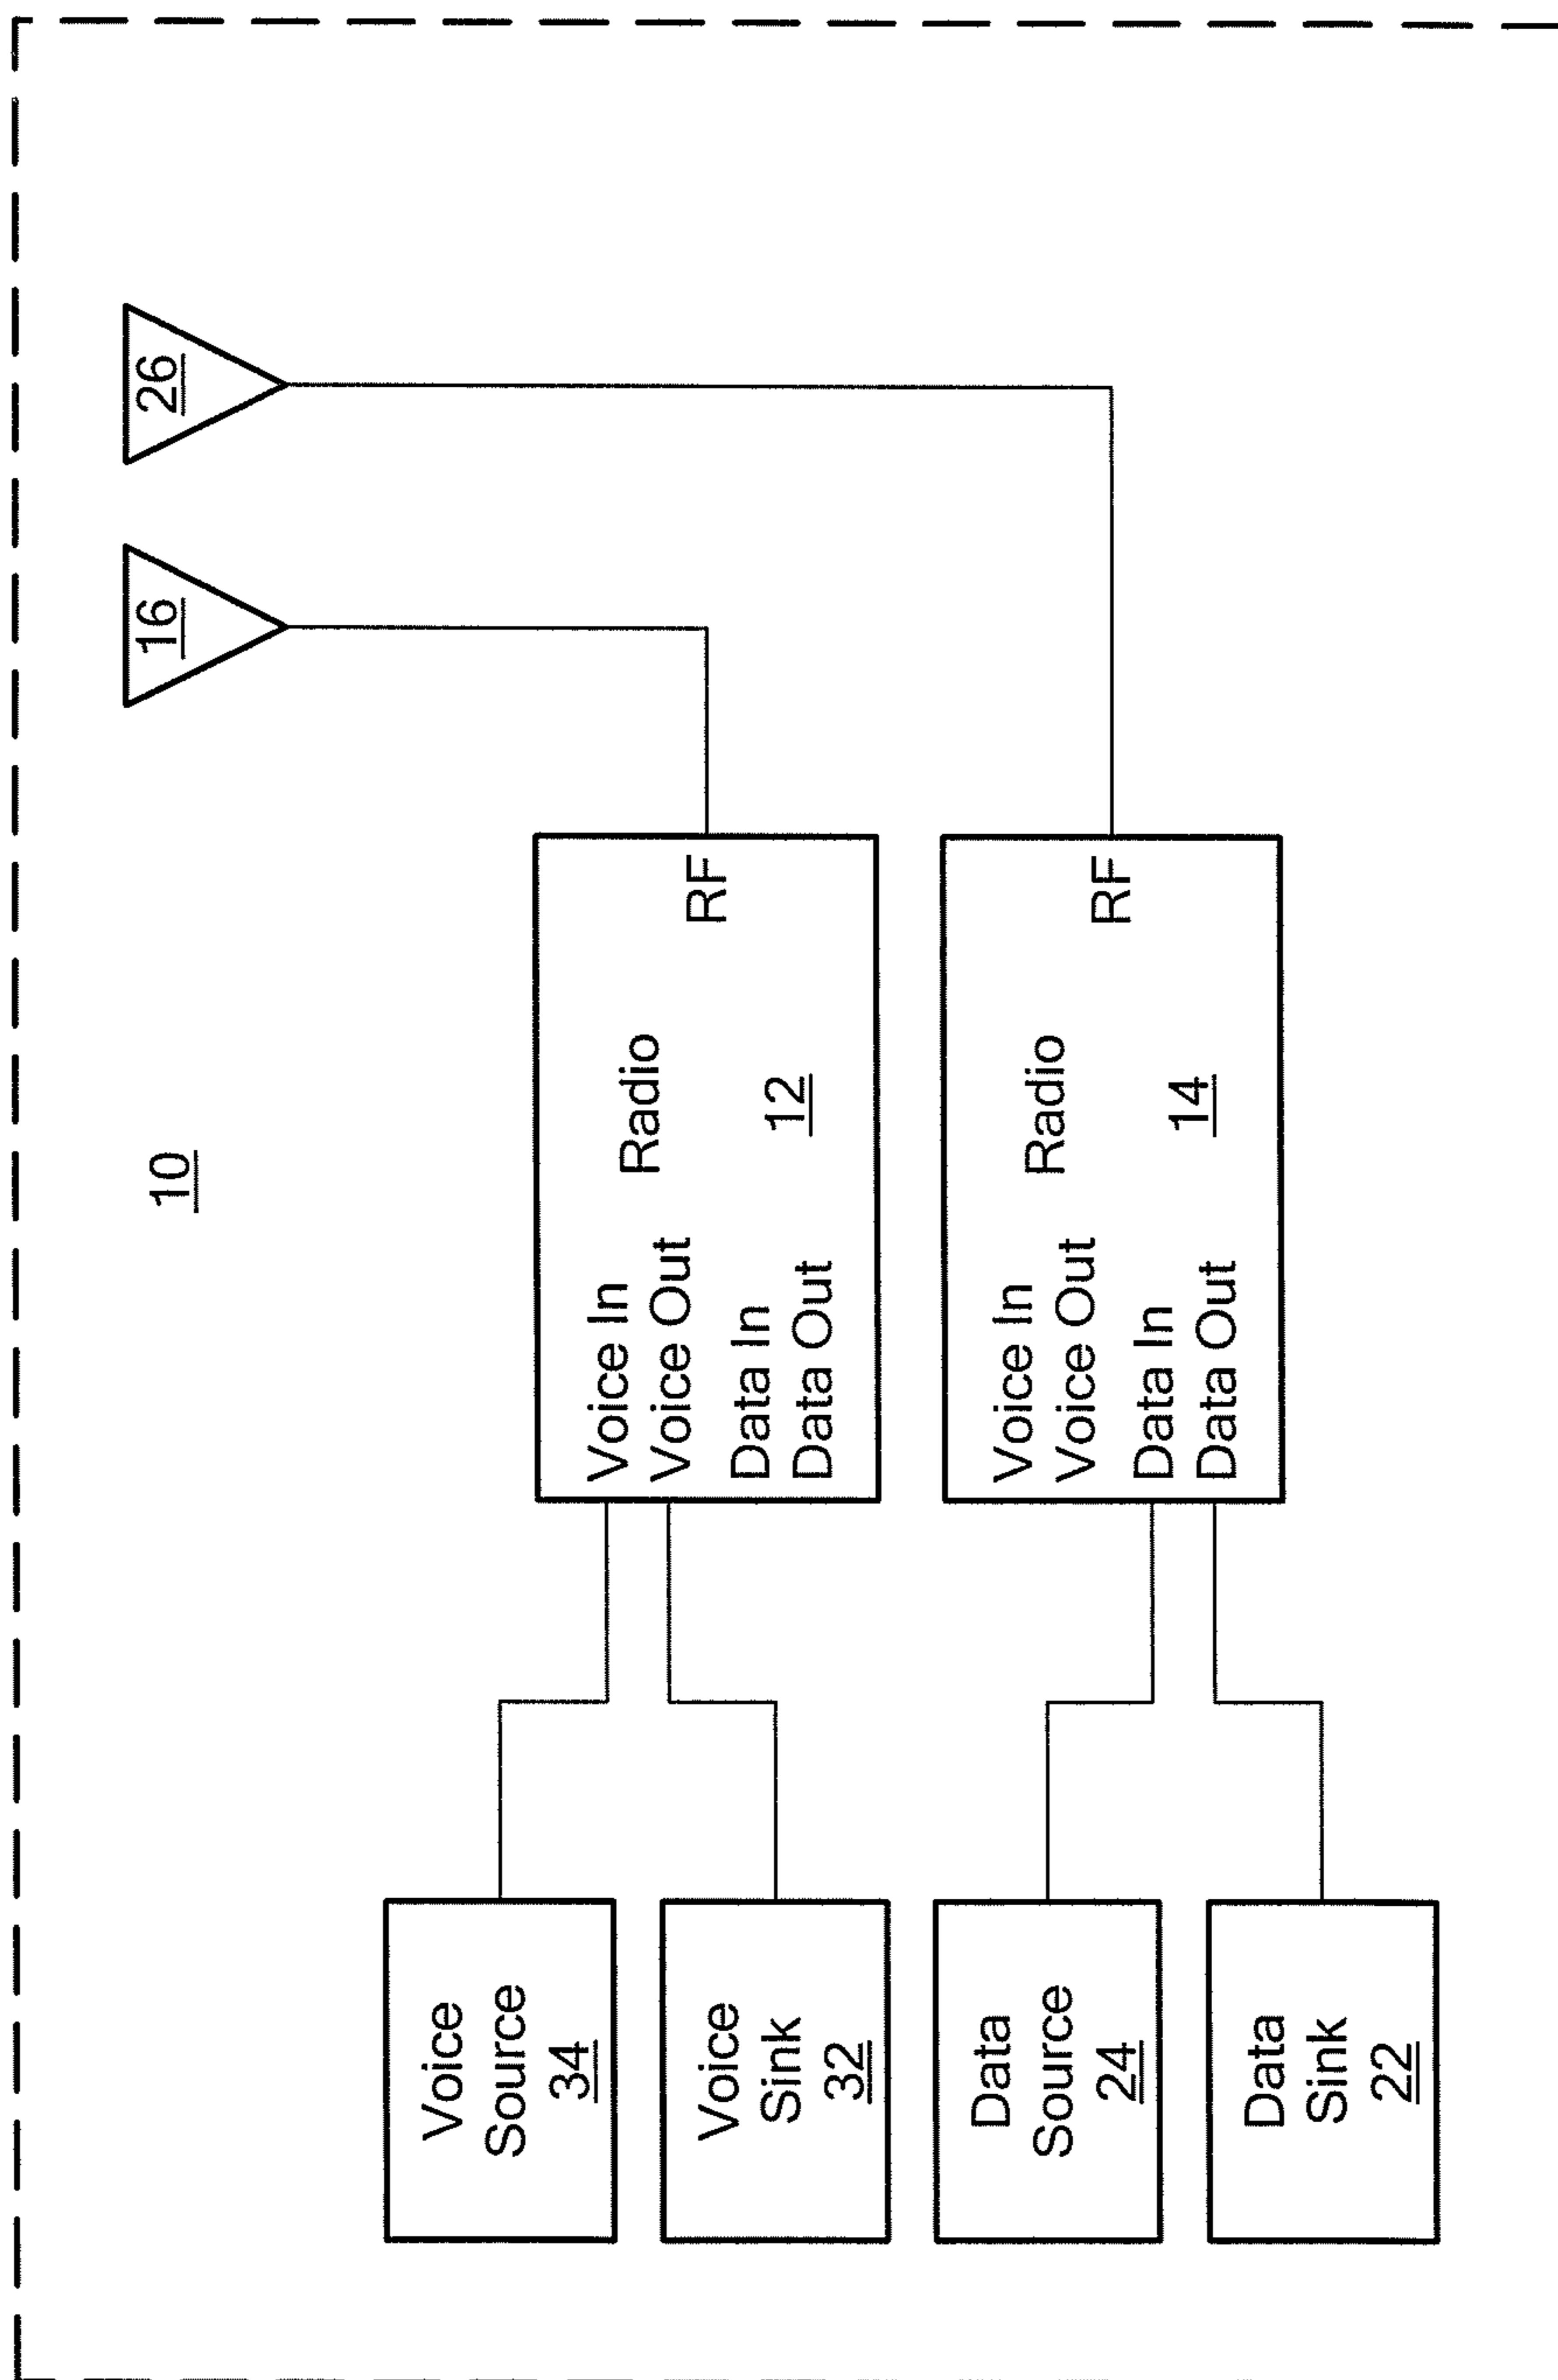 10
16
26
Voice
Source
34
Voice
Sink
32
Data
Source
24
Data
Sink
22
Voice In
Voice Out
Data In
Data Out
Radio
12
RF
Voice In
Voice Out
Data In
Data Out
Radio
14
RF